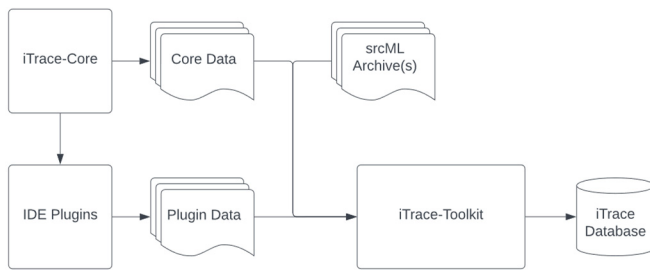 iTrace-Core
Core Data
srcML
Archive(s)
IDE Plugins
Plugin Data
iTrace-Toolkit
iTrace
Database